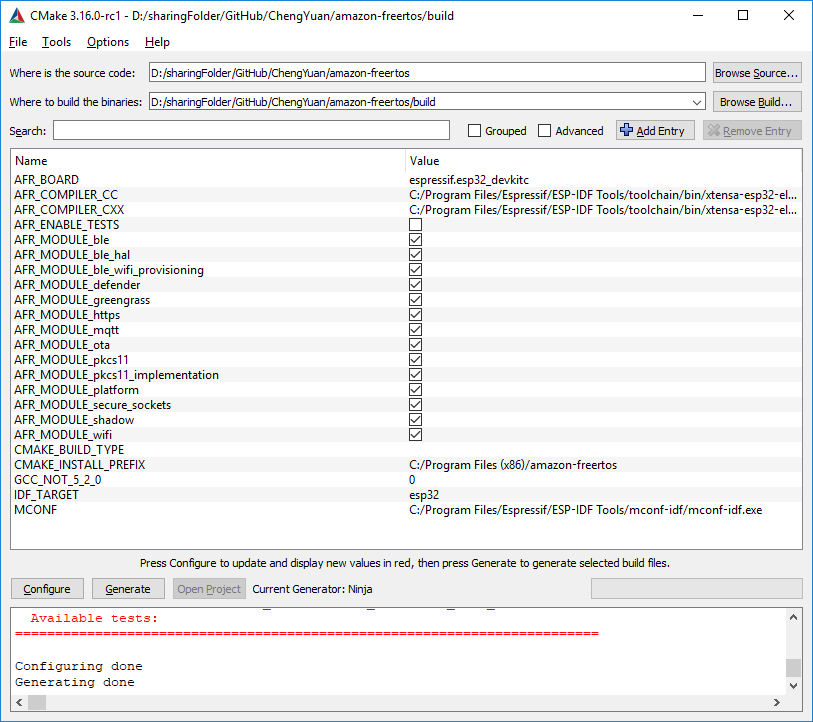 CMake 3.16.0-rc1 - D:/sharingFolder/GitHub/ChengYuan/amazon-freertos/build
File Tools Options Help
Where is the source code: D:/sharingFolder/GitHub/ChengYuan/amazon-freertos Browse Source...
Where to build the binaries: D:/sharingFolder/GitHub/ChengYuan/amazon-freertos/build Browse Build...
Search: Grouped Advanced Add Entry Remove Entry
Name Value
AFR_BOARD espressif.esp32_devkitc
AFR_COMPILER_CC C:/Program Files/Espressif/ESP-IDF Tools/toolchain/bin/xtensa-esp32-el...
AFR_COMPILER_CXX C:/Program Files/Espressif/ESP-IDF Tools/toolchain/bin/xtensa-esp32-el...
AFR_ENABLE_TESTS
AFR_MODULE_ble
AFR_MODULE_ble_hal
AFR_MODULE_ble_wifi_provisioning
AFR_MODULE_defender
AFR_MODULE_greengrass
AFR_MODULE_https
AFR_MODULE_mqtt
AFR_MODULE_ota
AFR_MODULE_pkcs11
AFR_MODULE_pkcs11_implementation
AFR_MODULE_platform
AFR_MODULE_secure_sockets
AFR_MODULE_shadow
AFR_MODULE_wifi
CMAKE_BUILD_TYPE
CMAKE_INSTALL_PREFIX C:/Program Files (x86)/amazon-freertos
GCC_NOT_5_2_0 0
IDF_TARGET esp32
MCONF C:/Program Files/Espressif/ESP-IDF Tools/mconf-idf/mconf-idf.exe
Press Configure to update and display new values in red, then press Generate to generate selected build files.
Configure Generate Open Project Current Generator: Ninja
Available tests:
=========================================================================
Configuring done
Generating done